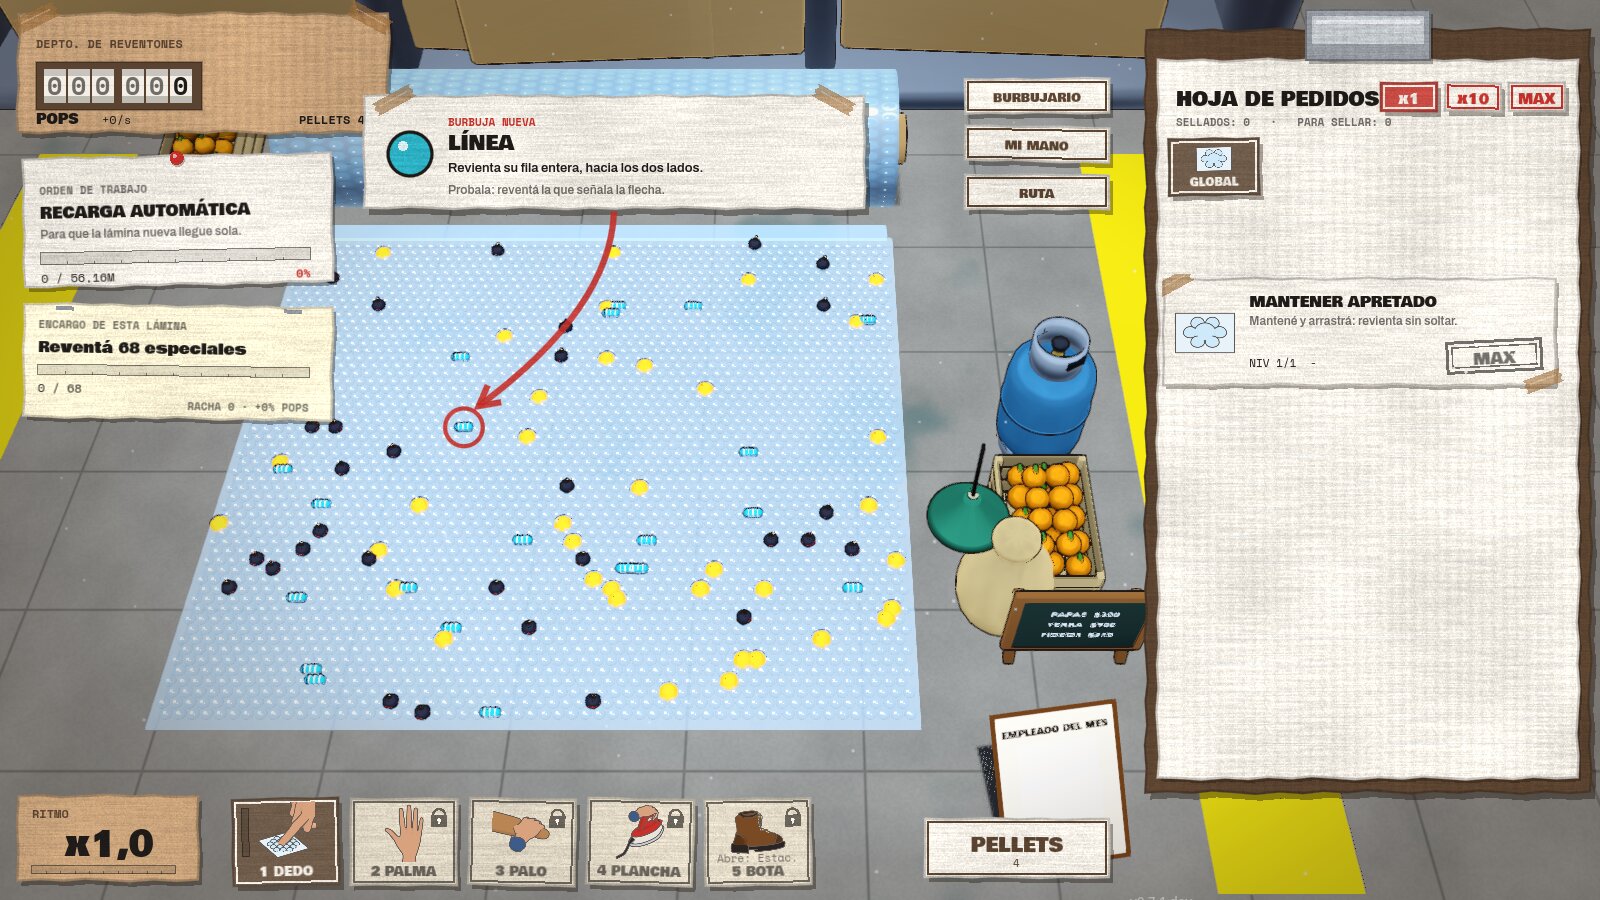 DEPTO. DE REVENTONES
000 000
POPS +0/s PELLETS 4
ORDEN DE TRABAJO
RECARGA AUTOMÁTICA
Para que la lámina nueva llegue sola.
0 / 56.16M 0%
ENCARGO DE ESTA LÁMINA
Reventá 68 especiales
0 / 68
RACHA 0 · +0% POPS
BURBUJA NUEVA
LÍNEA
Revienta su fila entera, hacia los dos lados.
Probala: reventá la que señala la flecha.
BURBUJARIO
MI MANO
RUTA
HOJA DE PEDIDOS x1 x10 MAX
SELLADOS: 0 · PARA SELLAR: 0
GLOBAL
MANTENER APRETADO
Mantené y arrastrá: revienta sin soltar.
NIV 1/1 -
MAX
EMPLEADO DEL MES
RITMO
x1,0
1 DEDO
2 PALMA
3 PALO
4 PLANCHA
Abre: Estac.
5 BOTA
PELLETS
4